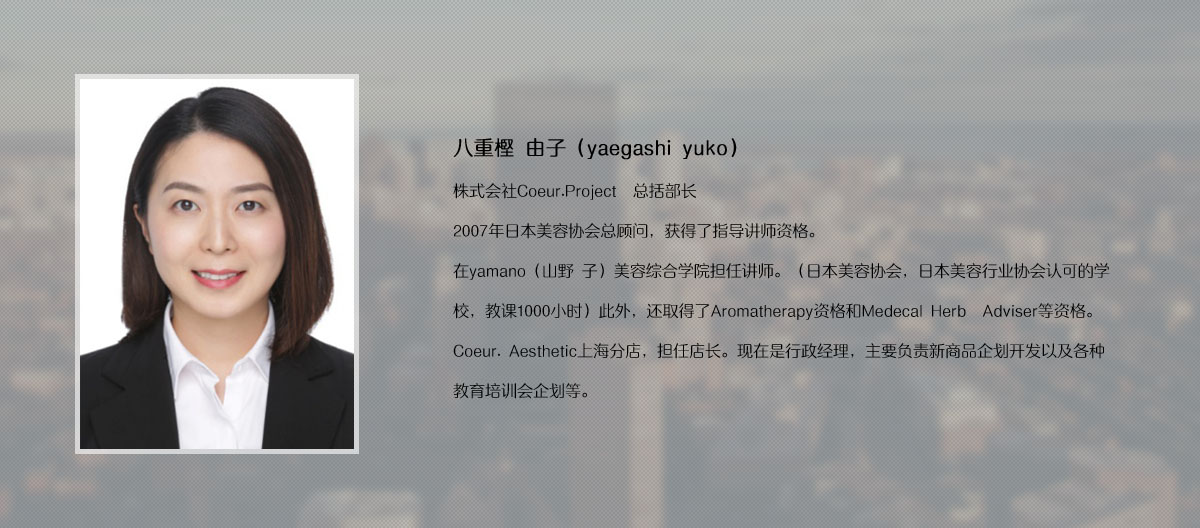 八重樫 由子（yaegashi yuko）
株式会社Coeur.Project　总括部长
2007年日本美容协会总顾问，获得了指导讲师资格。
在yamano（山野 子）美容综合学院担任讲师。（日本美容协会，日本美容行业协会认可的学
校，教课1000小时）此外，还取得了Aromatherapy资格和Medecal Herb　Adviser等资格。
Coeur. Aesthetic上海分店，担任店长。现在是行政经理，主要负责新商品企划开发以及各种
教育培训会企划等。